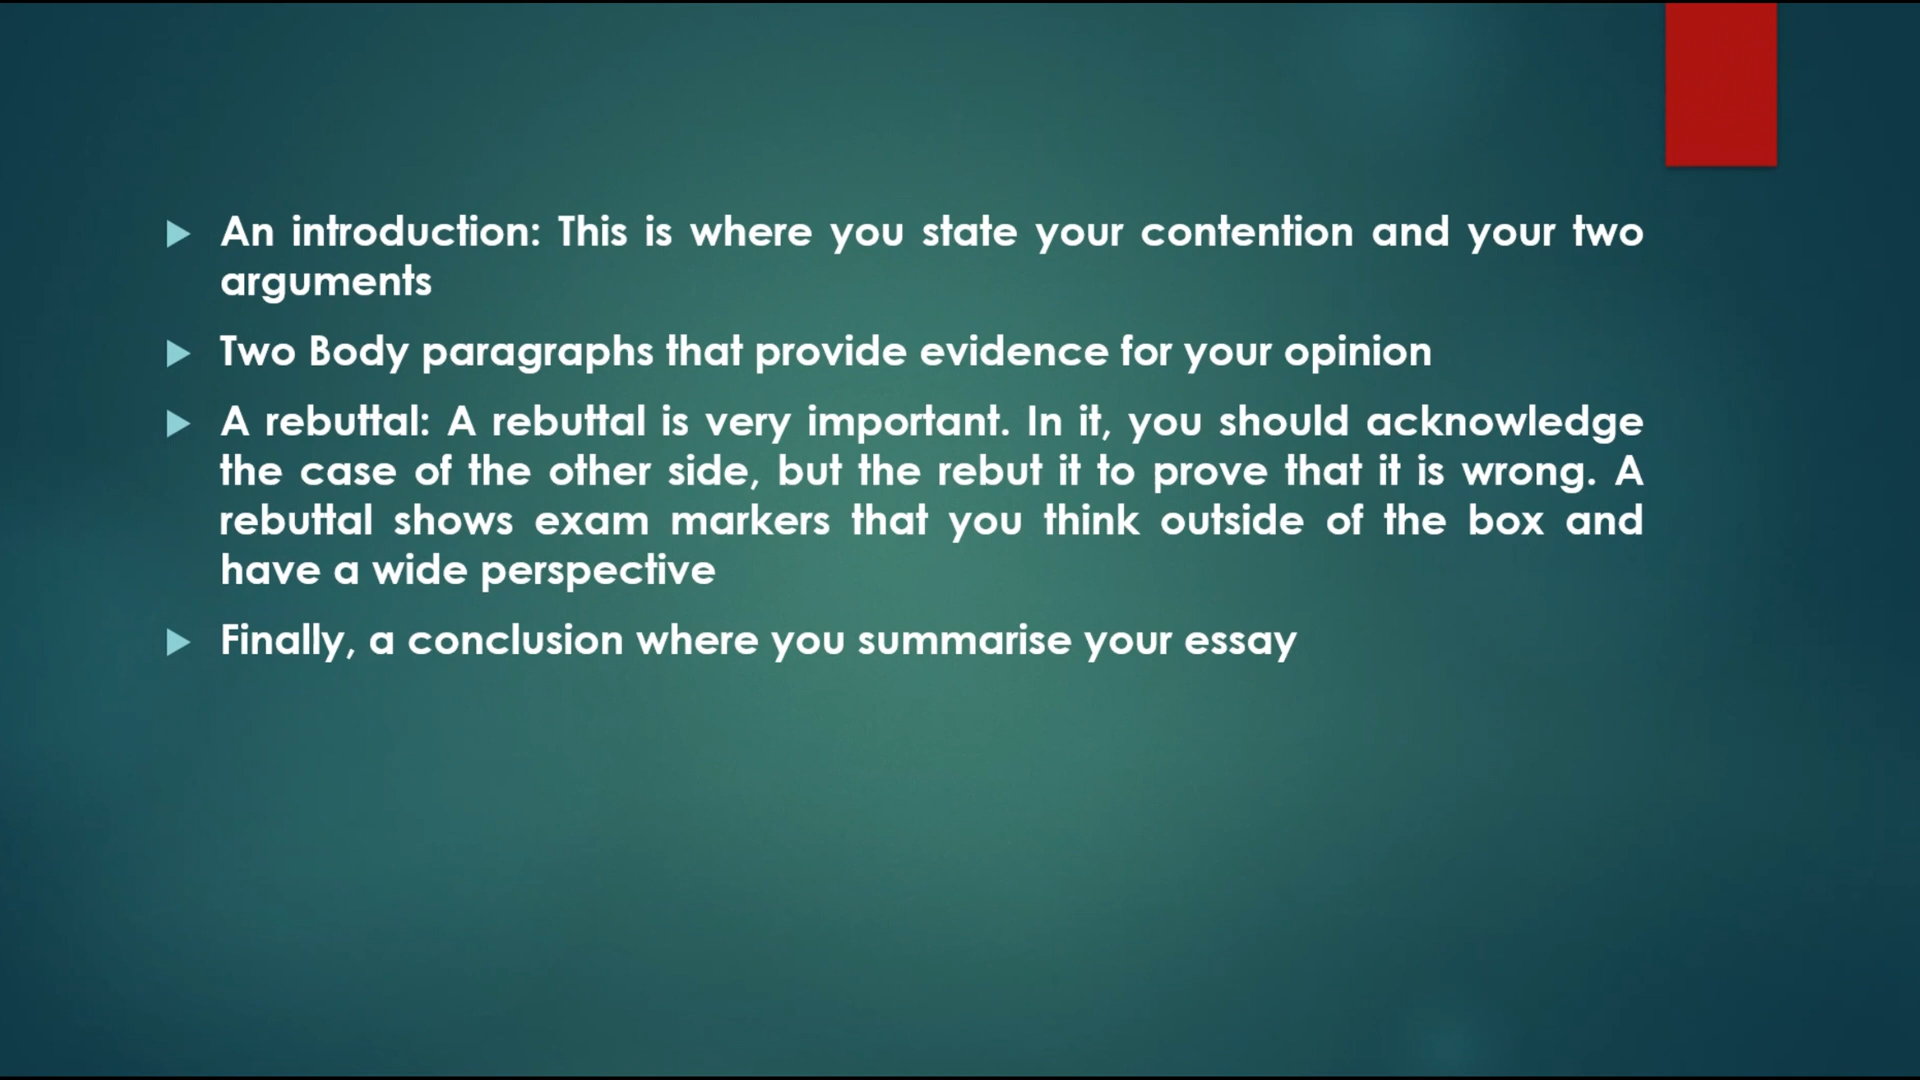 An introduction: This is where you state your contention and your two
arguments
Two Body paragraphs that provide evidence for your opinion
A rebuttal: A rebuttal is very important. In it, you should acknowledge
the case of the other side, but the rebut it to prove that it is wrong. A
rebuttal shows exam markers that you think outside of the box and
have a wide perspective
Finally, a conclusion where you summarise your essay